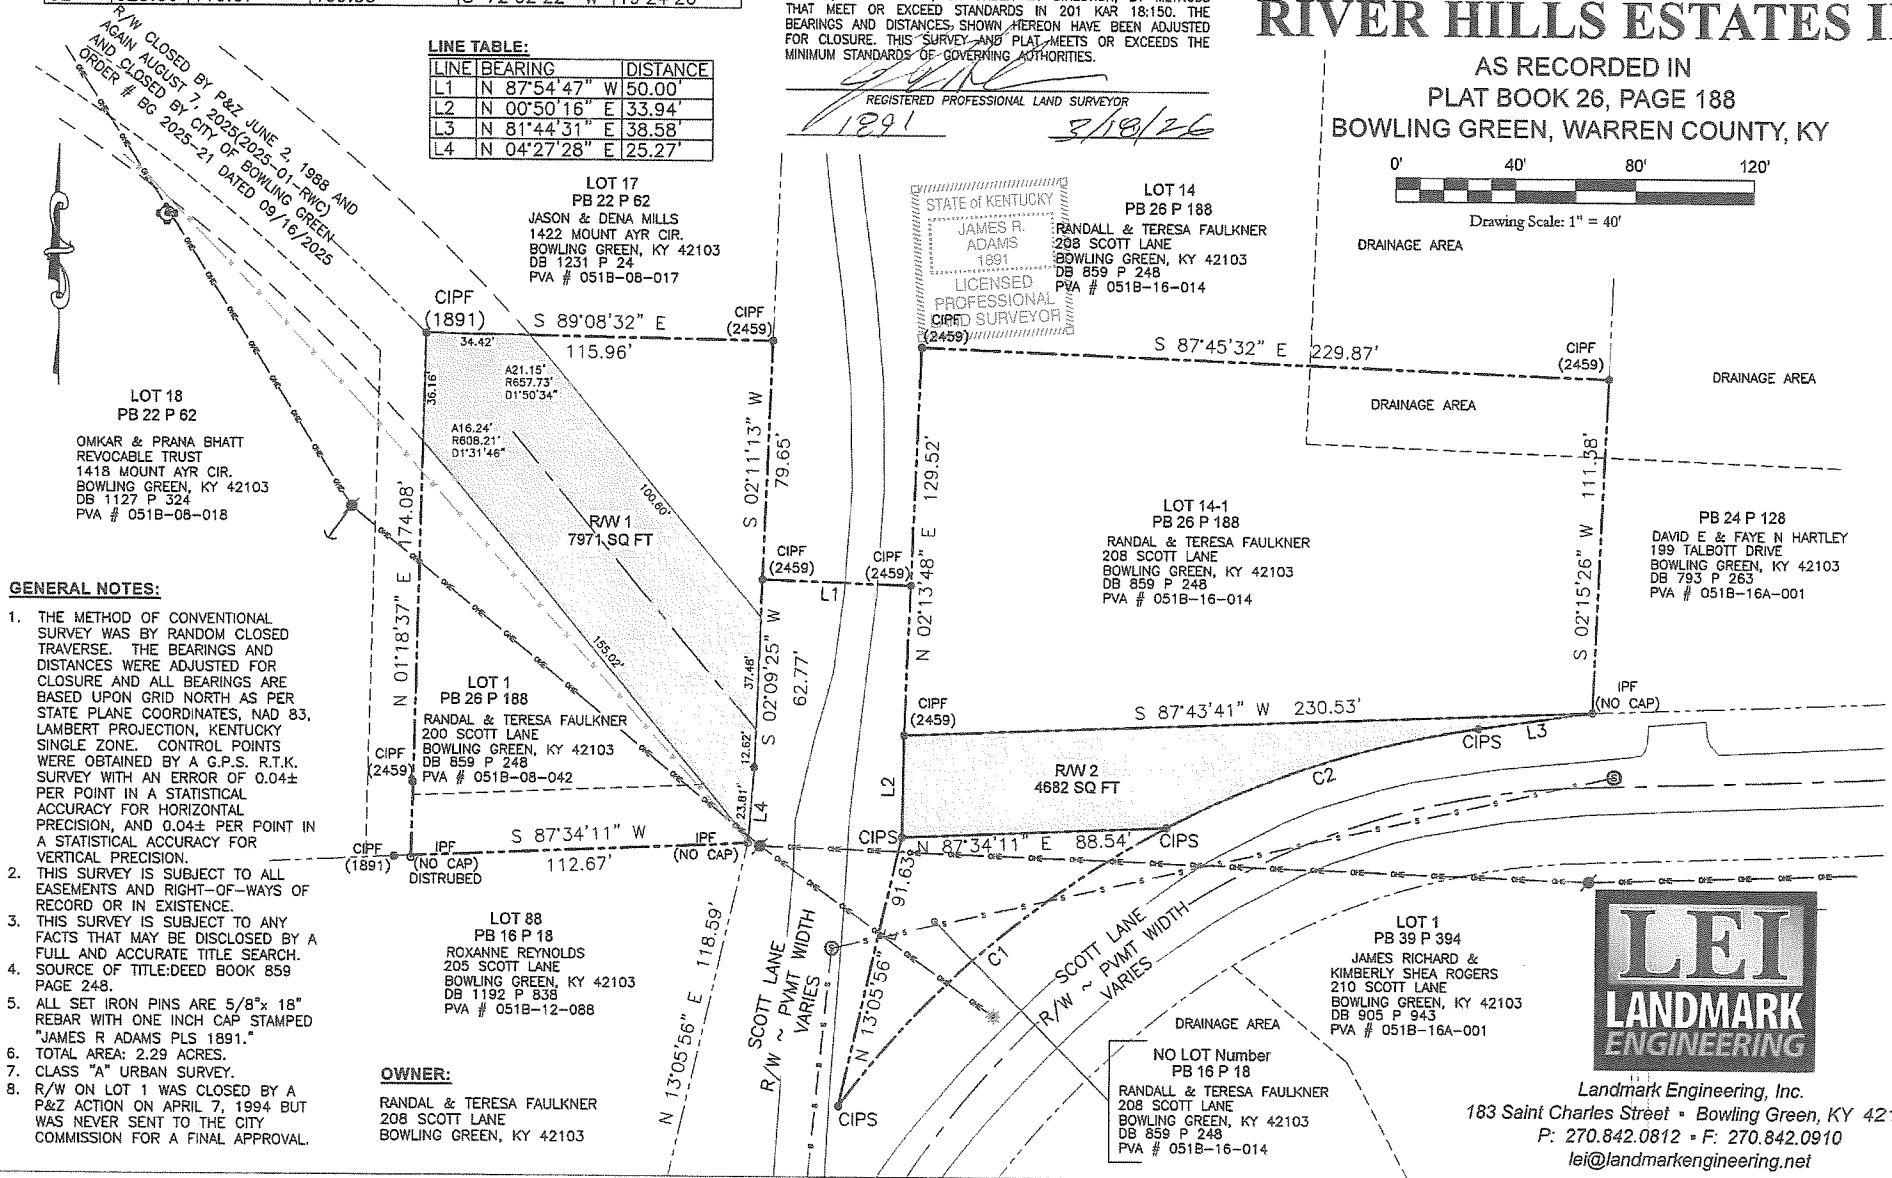 THAT MEET OR EXCEED STANDARDS IN 201 KAR 18:150. THE
BEARINGS AND DISTANCES SHOWN HEREON HAVE BEEN ADJUSTED
FOR CLOSURE. THIS SURVEY AND PLAT MEETS OR EXCEEDS THE
MINIMUM STANDARDS OF GOVERNING AUTHORITIES.
REGISTERED PROFESSIONAL LAND SURVEYOR
1891 3/18/26
RIVER HILLS ESTATES
AS RECORDED IN
PLAT BOOK 26, PAGE 188
BOWLING GREEN, WARREN COUNTY, KY
0' 40' 80' 120'
Drawing Scale: 1" = 40'
LINE TABLE:
LINE BEARING DISTANCE
L1 N 87°54'47" W 50.00'
L2 N 00°50'16" E 33.94'
L3 N 81°44'31" E 38.58'
L4 N 04°27'28" E 25.27'
R/W CLOSED BY P&Z JUNE 2, 1988 AND
AGAIN AUGUST 7, 2025(2025-01-RWC)
AND CLOSED BY CITY OF BOWLING GREEN
ORDER # BG 2025-21 DATED 09/16/2025
LOT 17
PB 22 P 62
JASON & DENA MILLS
1422 MOUNT AYR CIR.
BOWLING GREEN, KY 42103
DB 1231 P 24
PVA # 051B-08-017
STATE of KENTUCKY
JAMES R.
ADAMS
1891
LICENSED
PROFESSIONAL
LAND SURVEYOR
LOT 14
PB 26 P 188
RANDALL & TERESA FAULKNER
208 SCOTT LANE
BOWLING GREEN, KY 42103
DB 859 P 248
PVA # 051B-16-014
DRAINAGE AREA
DRAINAGE AREA
DRAINAGE AREA
CIPF
(1891)
S 89°08'32" E
34.42'
115.96'
CIPF
(2459)
CIPF
(2459)
S 87°45'32" E 229.87'
CIPF
(2459)
36.16'
A21.15'
R657.73'
D1°50'34"
A16.24'
R608.21'
D1°31'46"
S 02°11'13" W
79.65'
100.60'
R/W 1
7971 SQ FT
155.02'
N 01°18'37" E 174.08'
LOT 18
PB 22 P 62
OMKAR & PRANA BHATT
REVOCABLE TRUST
1418 MOUNT AYR CIR.
BOWLING GREEN, KY 42103
DB 1127 P 324
PVA # 051B-08-018
N 02°13'48" E 129.52'
LOT 14-1
PB 26 P 188
RANDAL & TERESA FAULKNER
208 SCOTT LANE
BOWLING GREEN, KY 42103
DB 859 P 248
PVA # 051B-16-014
S 02°15'26" W 111.38'
PB 24 P 128
DAVID E & FAYE N HARTLEY
199 TALBOTT DRIVE
BOWLING GREEN, KY 42103
DB 793 P 263
PVA # 051B-16A-001
CIPF
(2459)
CIPF
(2459)
L1
37.48'
S 02°09'25" W
62.77'
12.62'
23.81'
L4
LOT 1
PB 26 P 188
RANDAL & TERESA FAULKNER
200 SCOTT LANE
BOWLING GREEN, KY 42103
DB 859 P 248
PVA # 051B-08-042
CIPF
(2459)
CIPF
(2459)
S 87°43'41" W 230.53'
IPF
(NO CAP)
CIPS
L3
C2
R/W 2
4682 SQ FT
L2
CIPS
N 87°34'11" E 88.54'
CIPS
CIPF
(1891)
IPF
(NO CAP)
DISTRUBED
S 87°34'11" W
112.67'
IPF
(NO CAP)
GENERAL NOTES:
1. THE METHOD OF CONVENTIONAL
SURVEY WAS BY RANDOM CLOSED
TRAVERSE. THE BEARINGS AND
DISTANCES WERE ADJUSTED FOR
CLOSURE AND ALL BEARINGS ARE
BASED UPON GRID NORTH AS PER
STATE PLANE COORDINATES, NAD 83,
LAMBERT PROJECTION, KENTUCKY
SINGLE ZONE. CONTROL POINTS
WERE OBTAINED BY A G.P.S. R.T.K.
SURVEY WITH AN ERROR OF 0.04±
PER POINT IN A STATISTICAL
ACCURACY FOR HORIZONTAL
PRECISION, AND 0.04± PER POINT IN
A STATISTICAL ACCURACY FOR
VERTICAL PRECISION.
2. THIS SURVEY IS SUBJECT TO ALL
EASEMENTS AND RIGHT-OF-WAYS OF
RECORD OR IN EXISTENCE.
3. THIS SURVEY IS SUBJECT TO ANY
FACTS THAT MAY BE DISCLOSED BY A
FULL AND ACCURATE TITLE SEARCH.
4. SOURCE OF TITLE:DEED BOOK 859
PAGE 248.
5. ALL SET IRON PINS ARE 5/8"x 18"
REBAR WITH ONE INCH CAP STAMPED
"JAMES R ADAMS PLS 1891."
6. TOTAL AREA: 2.29 ACRES.
7. CLASS "A" URBAN SURVEY.
8. R/W ON LOT 1 WAS CLOSED BY A
P&Z ACTION ON APRIL 7, 1994 BUT
WAS NEVER SENT TO THE CITY
COMMISSION FOR A FINAL APPROVAL.
LOT 88
PB 16 P 18
ROXANNE REYNOLDS
205 SCOTT LANE
BOWLING GREEN, KY 42103
DB 1192 P 838
PVA # 051B-12-088
OWNER:
RANDAL & TERESA FAULKNER
208 SCOTT LANE
BOWLING GREEN, KY 42103
N 13°05'56" E 118.59'
SCOTT LANE
R/W ~ PVMT WIDTH
VARIES
N 13°05'56" 91.63
C1
CIPS
SCOTT LANE
R/W ~ PVMT WIDTH
VARIES
DRAINAGE AREA
NO LOT Number
PB 16 P 18
RANDALL & TERESA FAULKNER
208 SCOTT LANE
BOWLING GREEN, KY 42103
DB 859 P 248
PVA # 051B-16-014
LOT 1
PB 39 P 394
JAMES RICHARD &
KIMBERLY SHEA ROGERS
210 SCOTT LANE
BOWLING GREEN, KY 42103
DB 905 P 943
PVA # 051B-16A-001
LEI
LANDMARK
ENGINEERING
Landmark Engineering, Inc.
183 Saint Charles Street • Bowling Green, KY 42
P: 270.842.0812 • F: 270.842.0910
lei@landmarkengineering.net